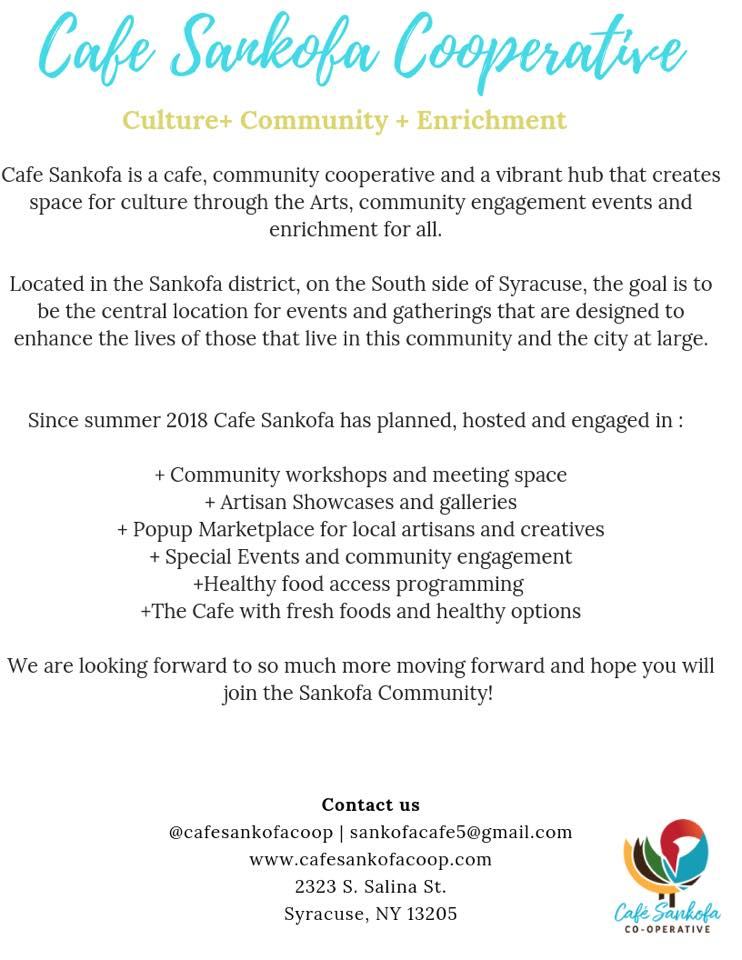 Cafe Sankofa Cooperative
Culture+ Community + Enrichment
Cafe Sankofa is a cafe, community cooperative and a vibrant hub that creates
space for culture through the Arts, community engagement events and
enrichment for all.
Located in the Sankofa district, on the South side of Syracuse, the goal is to
be the central location for events and gatherings that are designed to
enhance the lives of those that live in this community and the city at large.
Since summer 2018 Cafe Sankofa has planned, hosted and engaged in :
+ Community workshops and meeting space
+ Artisan Showcases and galleries
+ Popup Marketplace for local artisans and creatives
+ Special Events and community engagement
+Healthy food access programming
+The Cafe with fresh foods and healthy options
We are looking forward to so much more moving forward and hope you will
join the Sankofa Community!
Contact us
@cafesankofacoop | sankofacafe5@gmail.com
www.cafesankofacoop.com
2323 S. Salina St.
Syracuse, NY 13205
Café Sankofa
CO-OPERATIVE